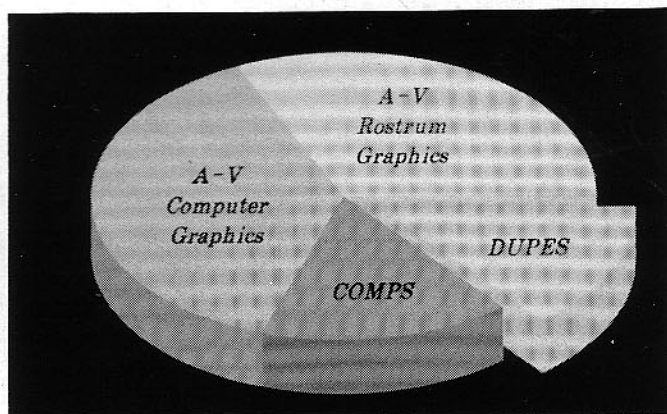 A-V
Rostrum
Graphics
A-V
Computer
Graphics
DUPES
COMPS